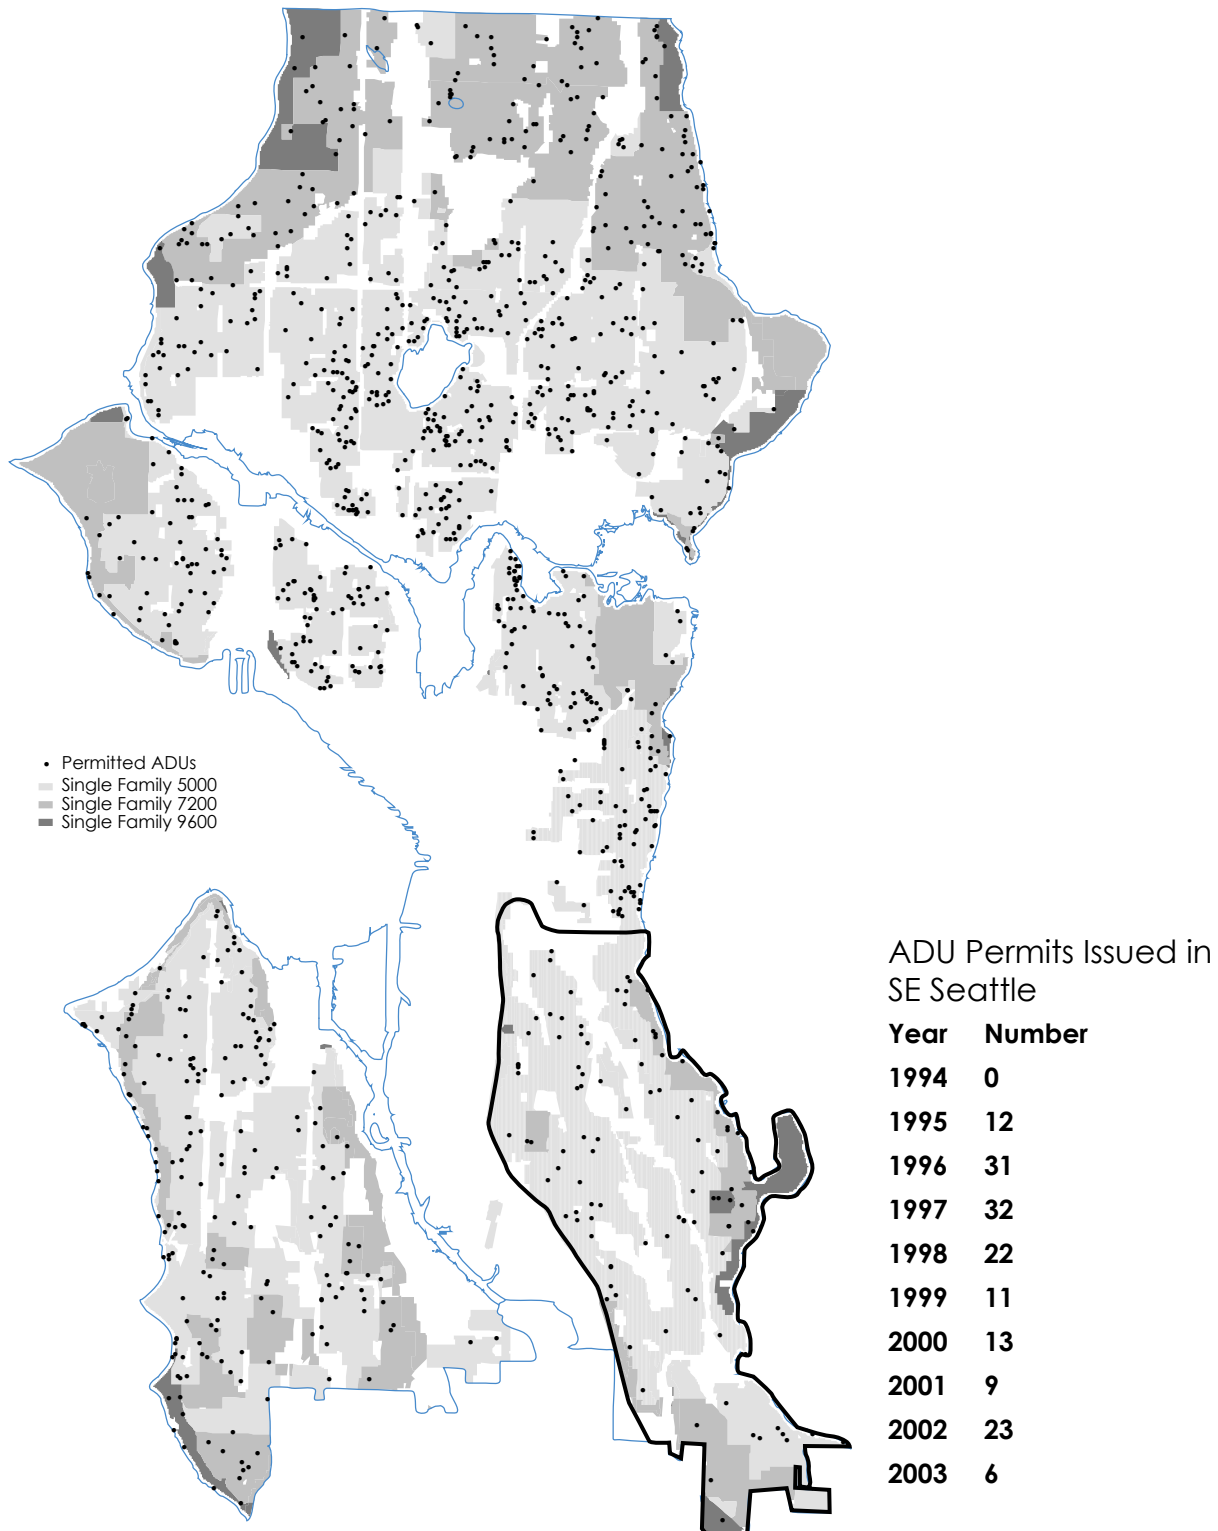 Permitted ADUs
Single Family 5000
Single Family 7200
Single Family 9600
ADU Permits Issued in
SE Seattle
Year Number
1994 0
1995 12
1996 31
1997 32
1998 22
1999 11
2000 13
2001 9
2002 23
2003 6